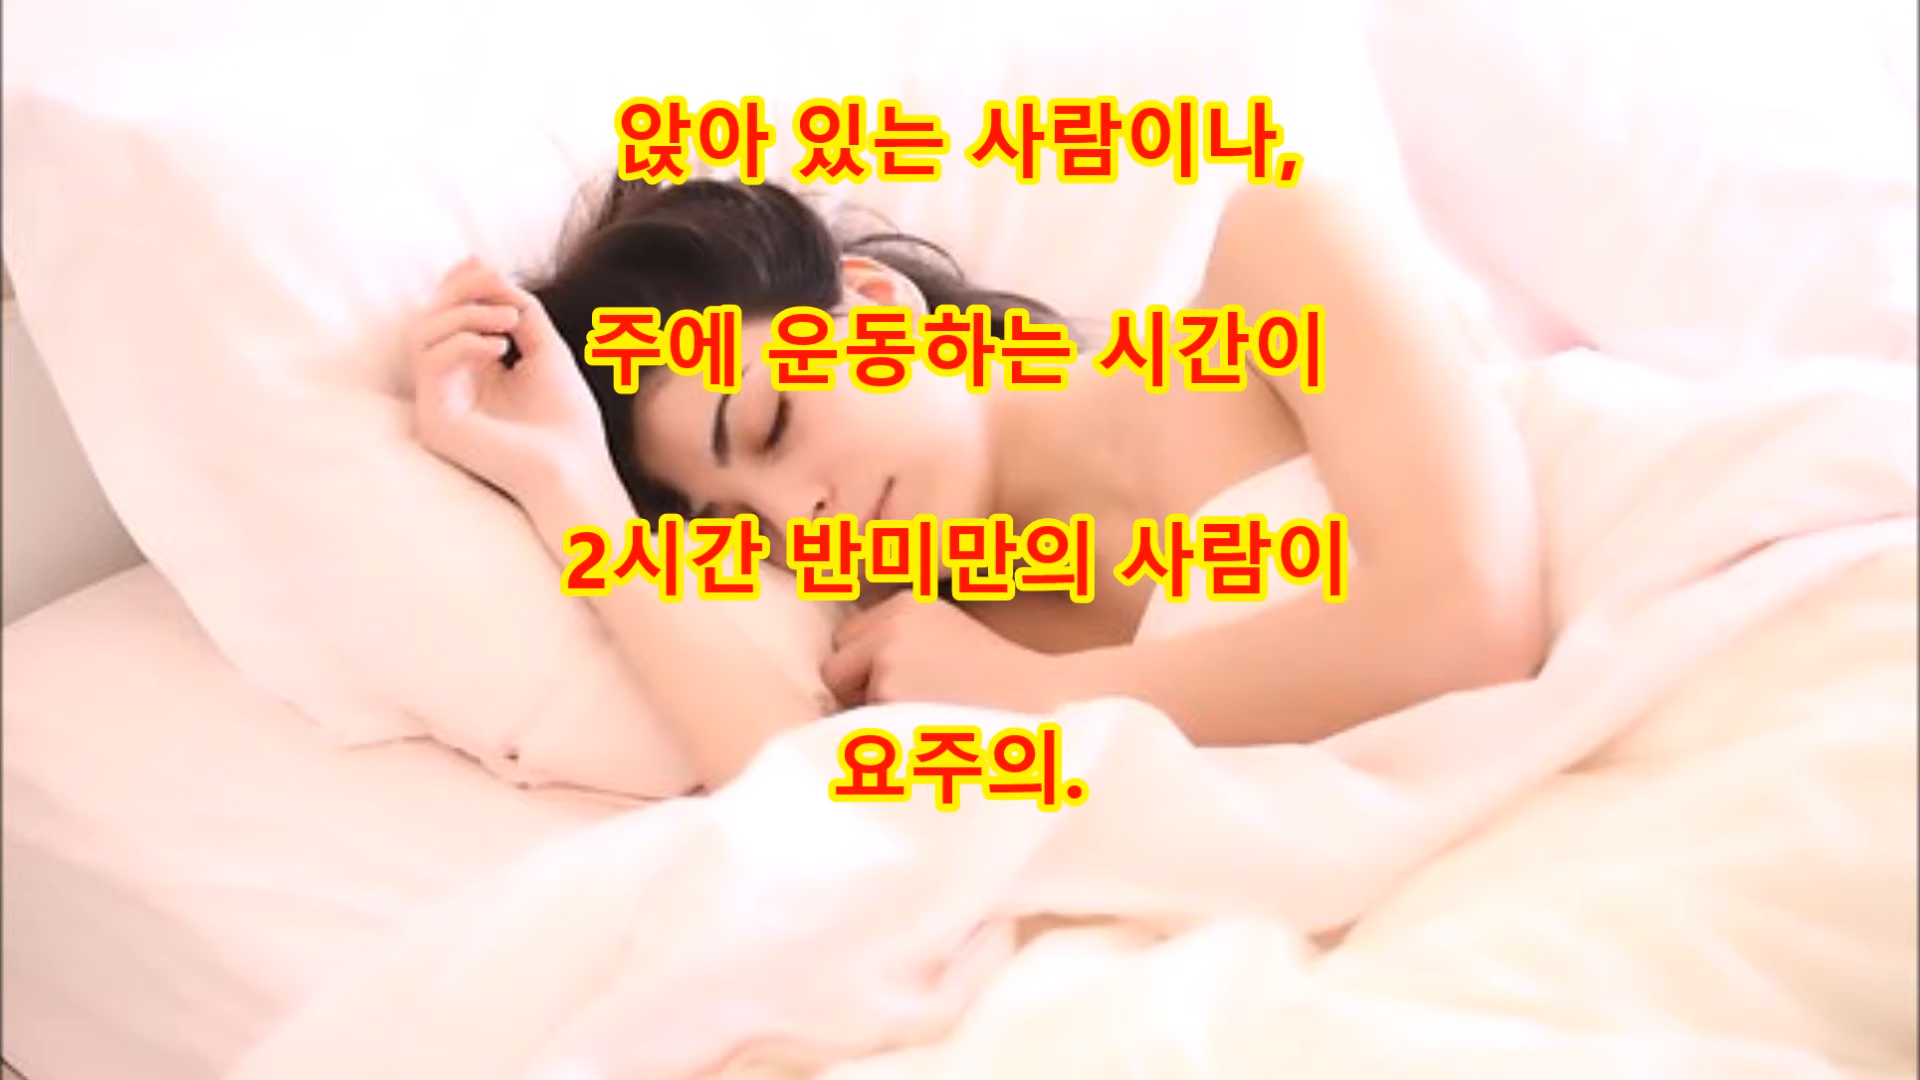 앉아 있는 사람이나,
주에 운동하는 시간이
2시간 반미만의 사람이
요주의.